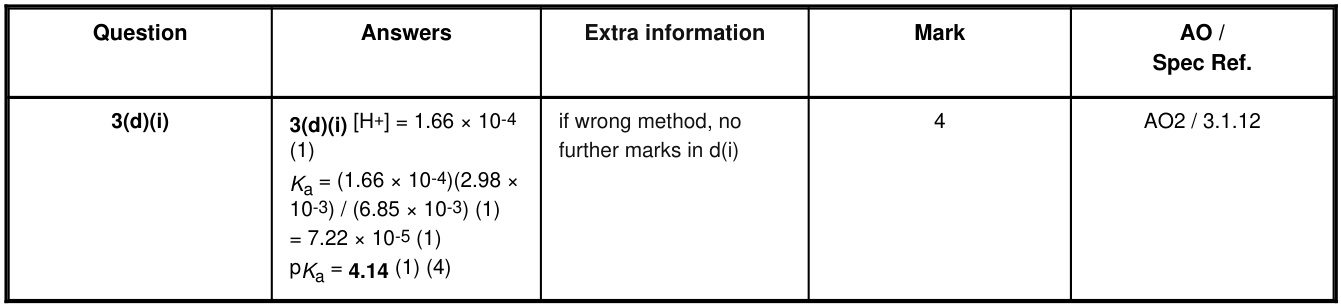 Question Answers Extra information Mark AO /
Spec Ref.
3(d)(i) 3(d)(i) [H+] = 1.66 × 10-4 if wrong method, no 4 AO2 / 3.1.12
(1) further marks in d(i)
Ka = (1.66 × 10-4)(2.98 ×
10-3) / (6.85 × 10-3) (1)
= 7.22 × 10-5 (1)
pKa = 4.14 (1) (4)